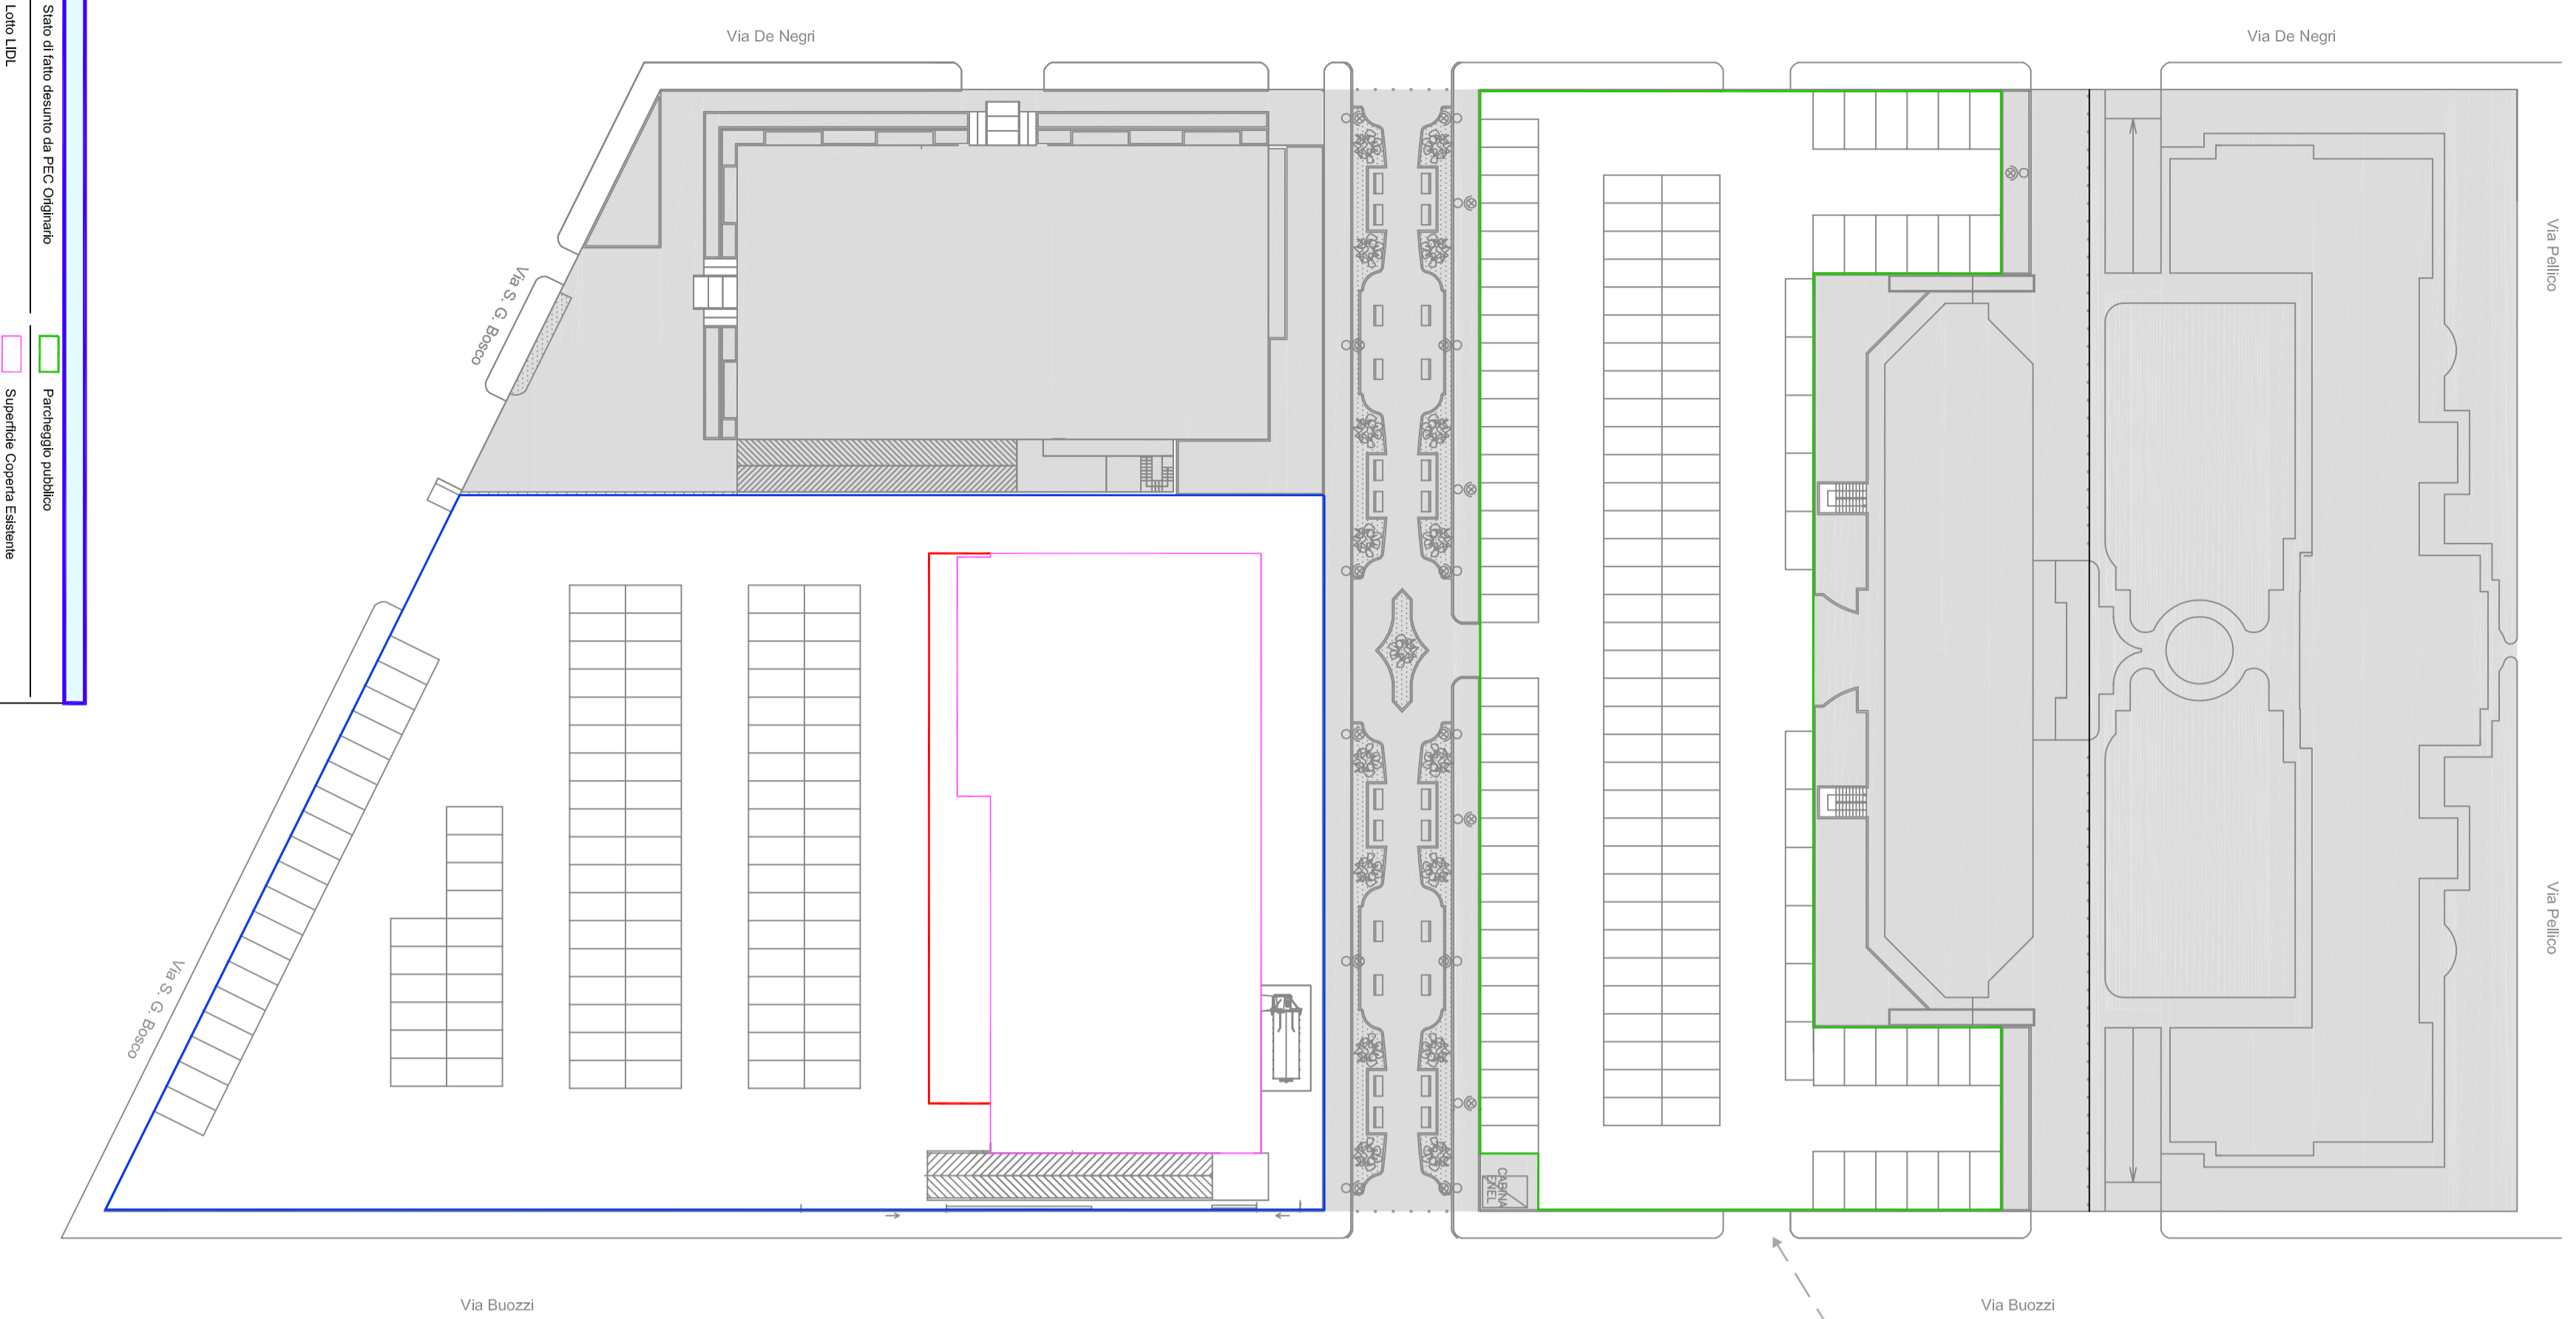 Via De Negri
Via De Negri
Stato di fatto desunto da PEC Originario
Lotto LIDL
Parcheggio pubblico
Superficie Coperta Esistente
Via S. G. Bosco
Via S. G. Bosco
Via Pellico
Via Pellico
CABINA
ENEL
Via Buozzi
Via Buozzi